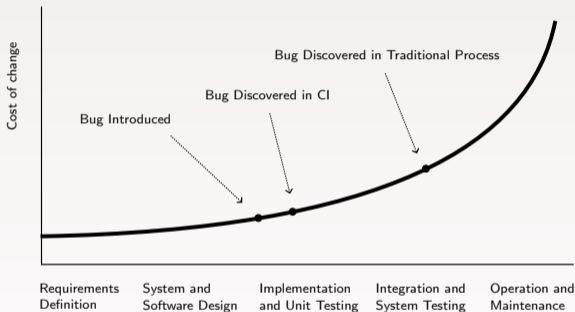 Cost of change
Bug Discovered in Traditional Process
Bug Discovered in CI
Bug Introduced
Requirements
Definition
System and
Software Design
Implementation
and Unit Testing
Integration and
System Testing
Operation and
Maintenance